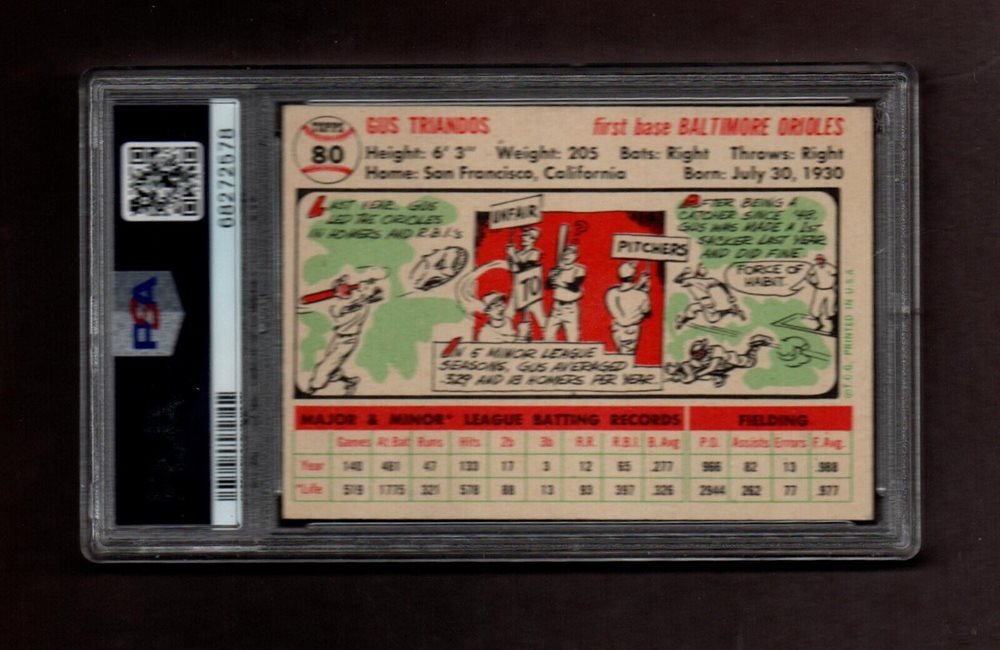 PSA
68272578
TOPPS
80
GUS TRIANDOS first base BALTIMORE ORIOLES
Height: 6' 3" Weight: 205 Bats: Right Throws: Right
Home: San Francisco, California Born: July 30, 1930
LAST YEAR, GUS
LED THE ORIOLES
IN HOMERS AND R.B.I.'s
UNFAIR
TO
PITCHERS
?
IN 6 MINOR LEAGUE
SEASONS, GUS AVERAGED
.329 AND 18 HOMERS PER YEAR.
AFTER BEING A
CATCHER SINCE '48,
GUS WAS MADE A 1ST
SACKER LAST YEAR
AND DID FINE.
FORCE OF
HABIT.
©T.C.G. PRINTED IN U.S.A.
MAJOR & MINOR* LEAGUE BATTING RECORDS FIELDING
Games At Bat Runs Hits 2b 3b H.R. R.B.I. B. Avg. P.O. Assists Errors F. Avg.
Year 140 481 47 133 17 3 12 65 .277 966 82 13 .988
*Life 519 1775 321 578 88 13 93 397 .326 2944 262 77 .977